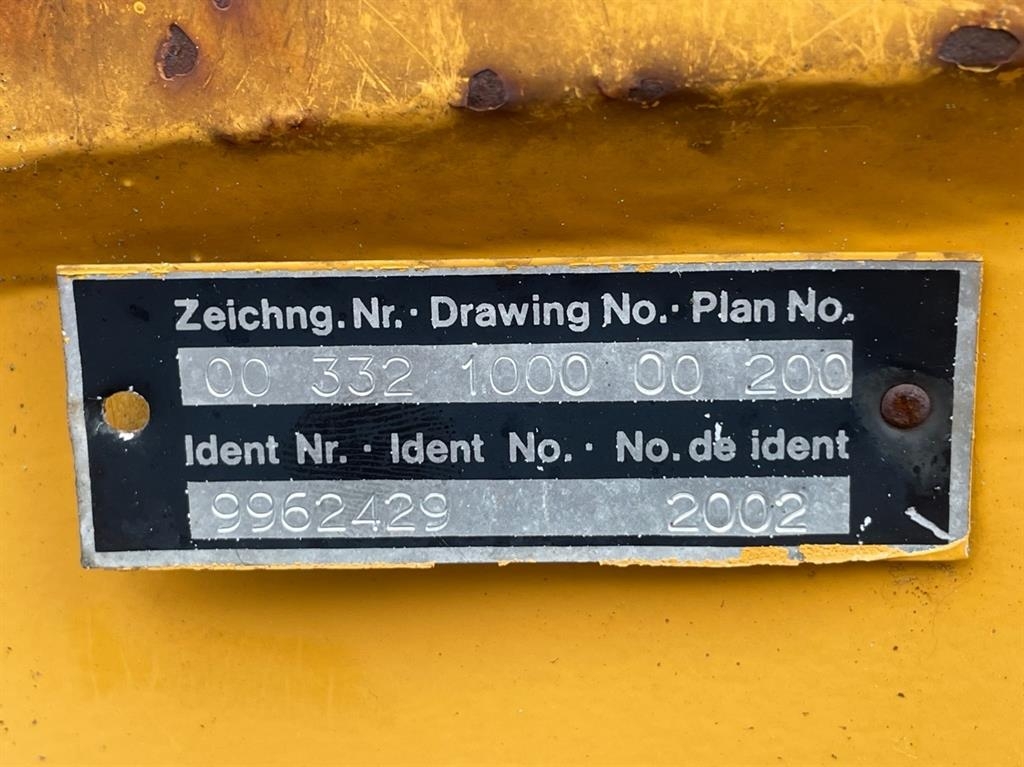 Zeichng. Nr. · Drawing No. · Plan No.
00 332 1000 00 200
Ident Nr. · Ident No. · No. de ident
9962429 2002